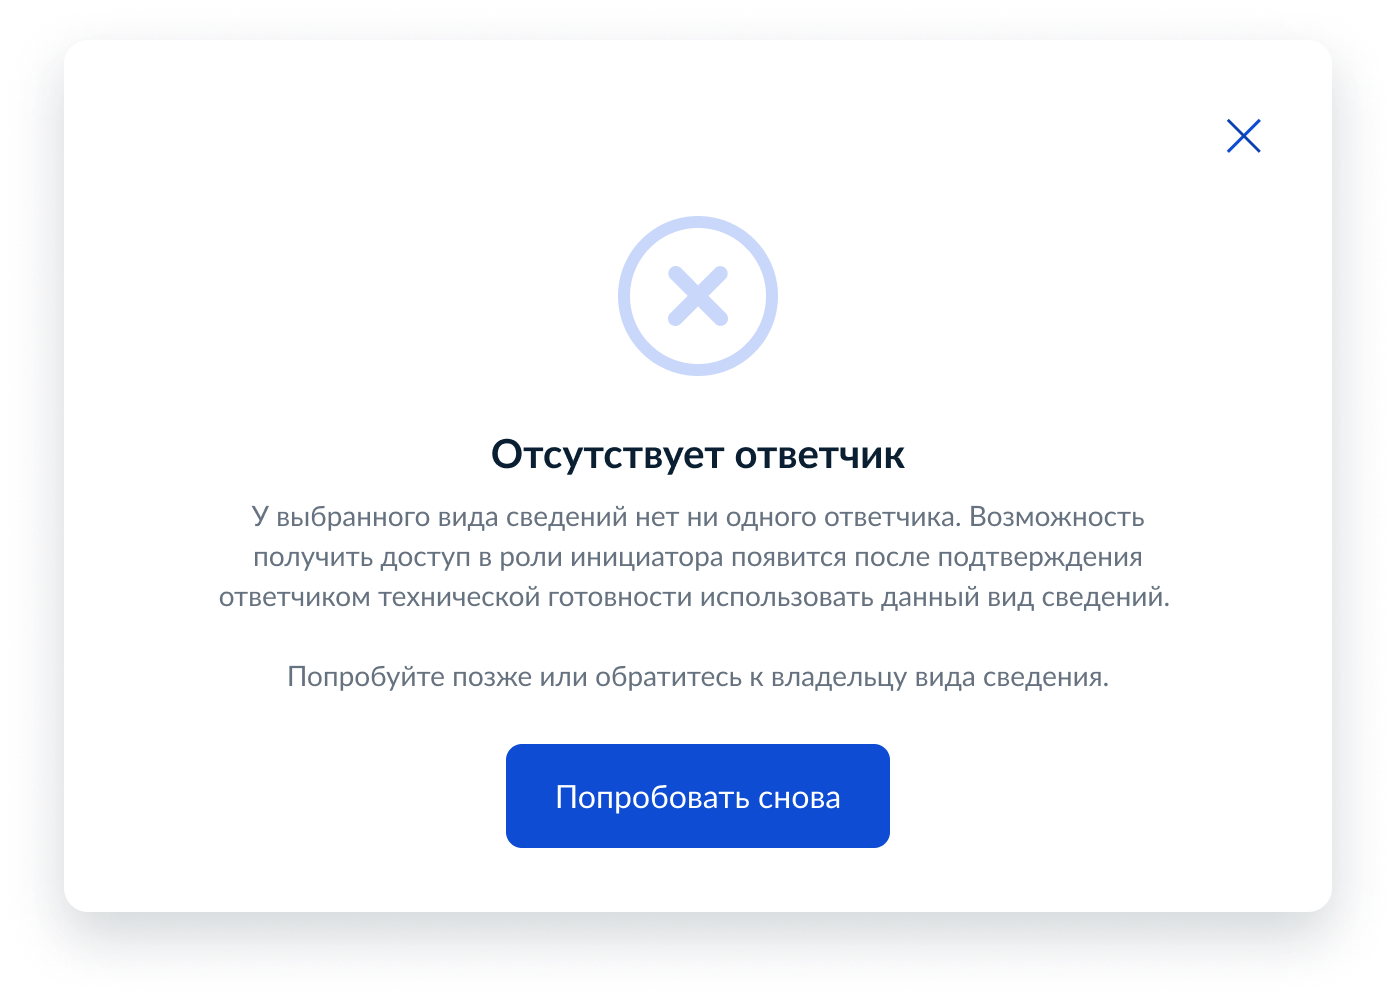 Отсутствует ответчик
У выбранного вида сведений нет ни одного ответчика. Возможность
получить доступ в роли инициатора появится после подтверждения
ответчиком технической готовности использовать данный вид сведений.
Попробуйте позже или обратитесь к владельцу вида сведения.
Попробовать снова